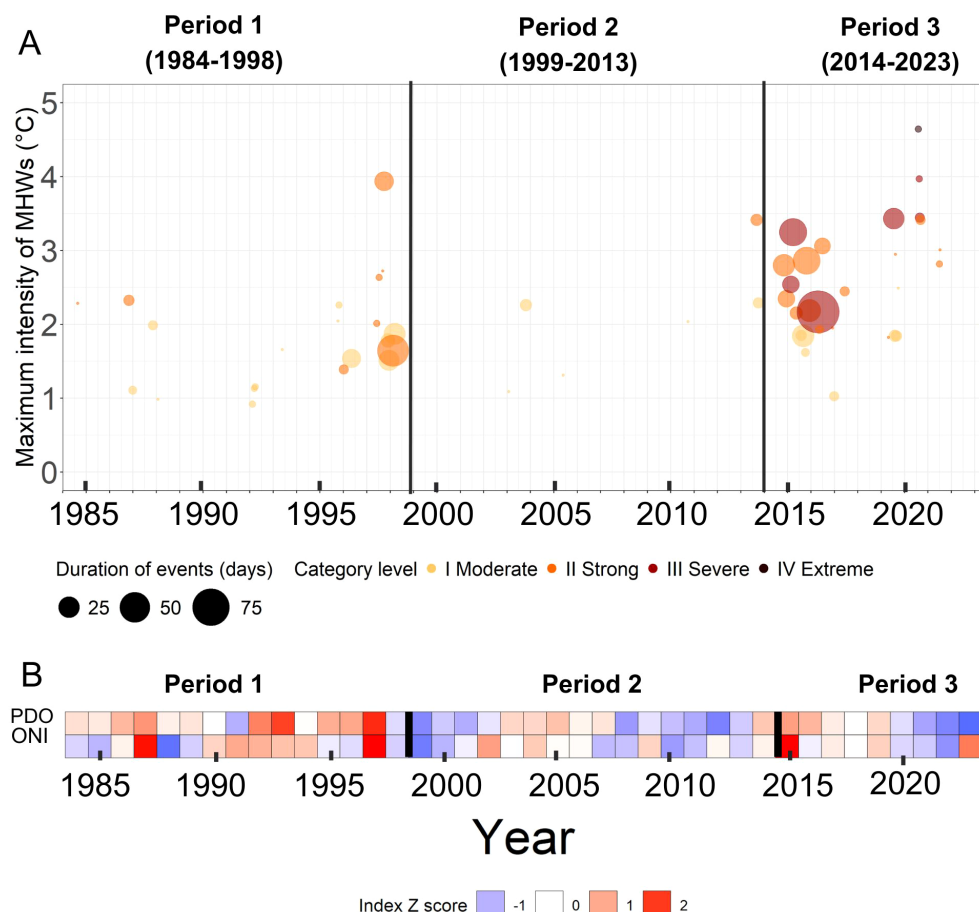 A
Period 1
(1984-1998)
Period 2
(1999-2013)
Period 3
(2014-2023)
Maximum intensity of MHWs (°C)
5
4
3
2
1
0
1985 1990 1995 2000 2005 2010 2015 2020
Duration of events (days) Category level I Moderate II Strong III Severe IV Extreme
25 50 75
B
Period 1 Period 2 Period 3
PDO
ONI
1985 1990 1995 2000 2005 2010 2015 2020
Year
Index Z score -1 0 1 2